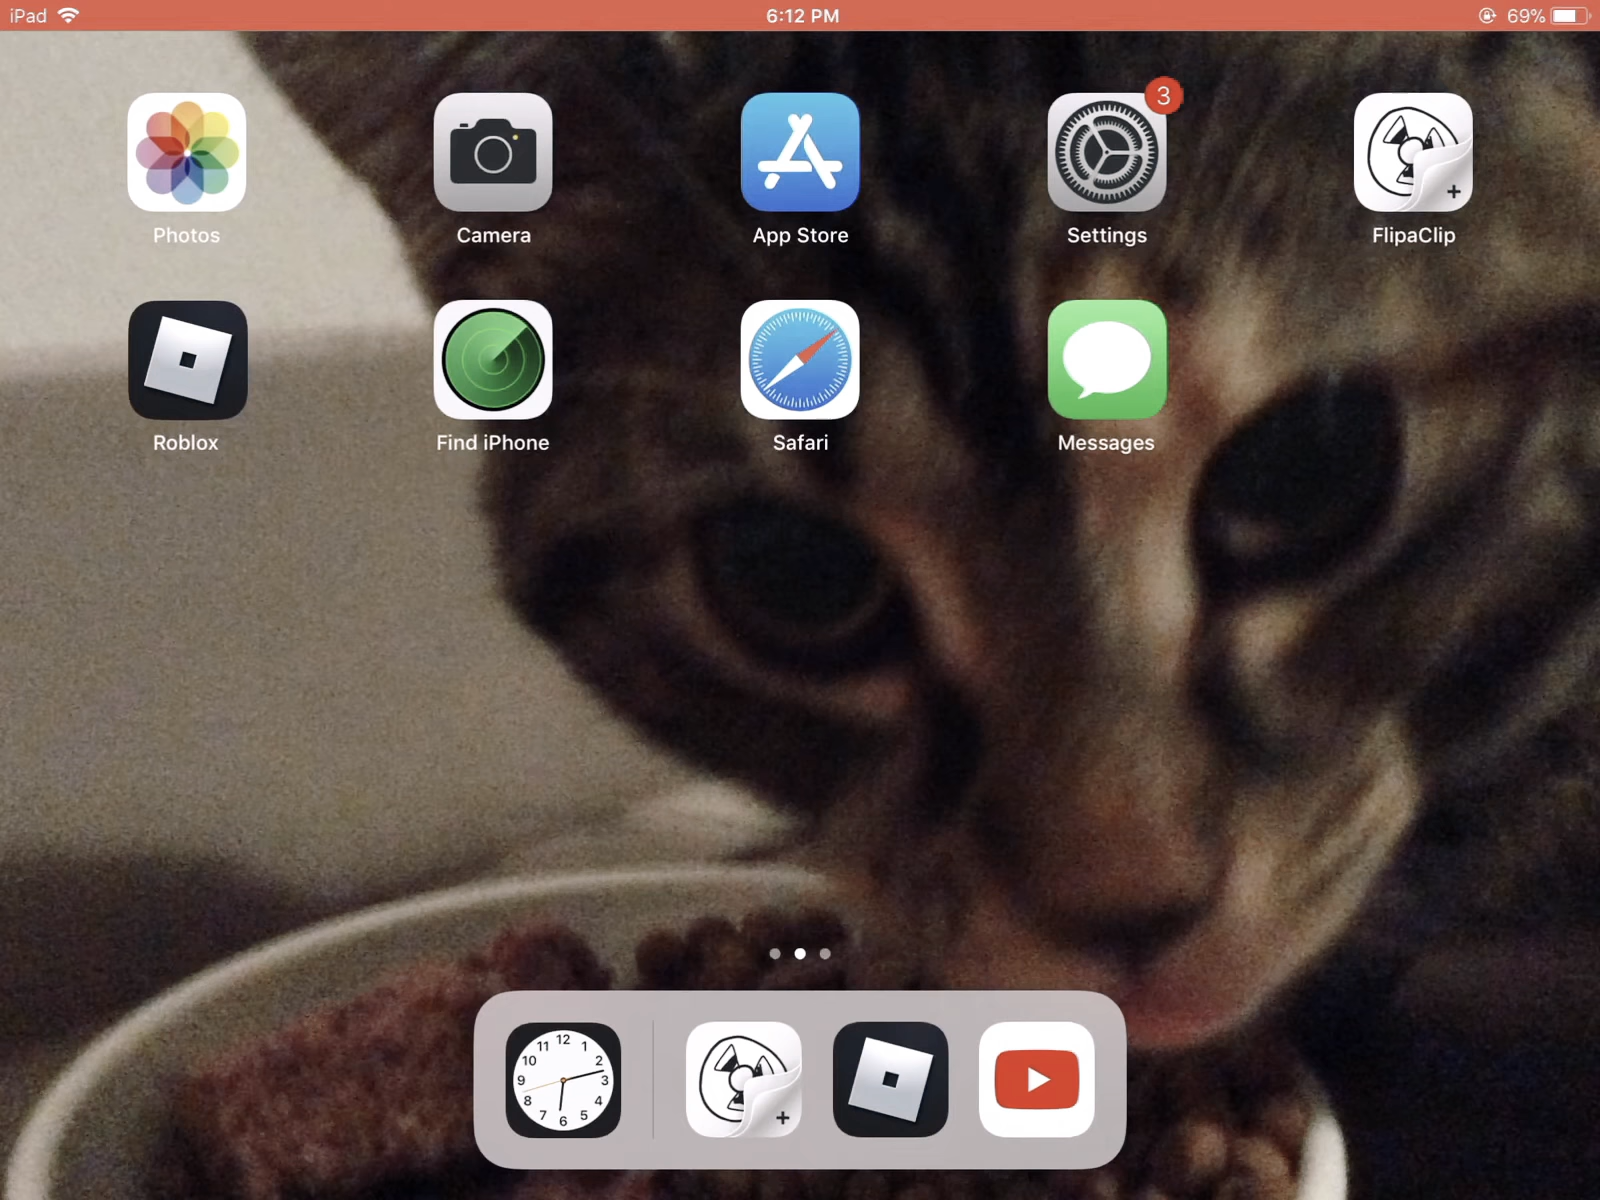 iPad 6:12 PM 69%
3
Photos Camera App Store Settings FlipaClip
Roblox Find iPhone Safari Messages
12
11 1
10 2
9 3
8 4
7 5
6